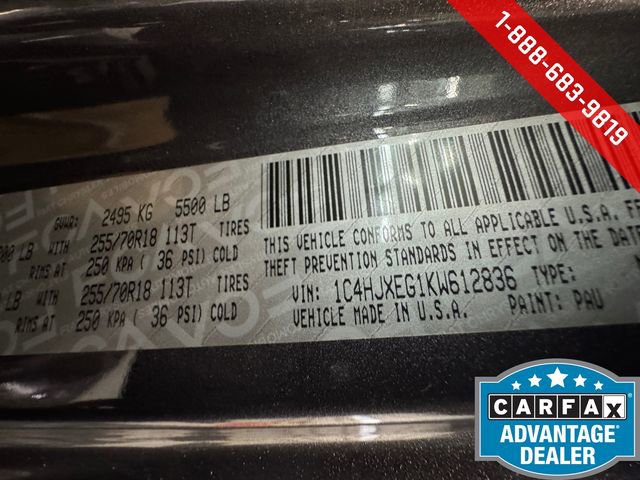 1-888-683-9819
GVWR: 2495 KG 5500 LB
LB WITH 255/70R18 113T TIRES
RIMS AT 250 KPA ( 36 PSI) COLD
LB WITH 255/70R18 113T TIRES
RIMS AT 250 KPA ( 36 PSI) COLD
THIS VEHICLE CONFORMS TO ALL APPLICABLE U.S.A.
THEFT PREVENTION STANDARDS IN EFFECT ON THE
VIN: 1C4HJXEG1KW612836 TYPE:
VEHICLE MADE IN U.S.A. PAINT: PAU
CARFAX
ADVANTAGE
DEALER